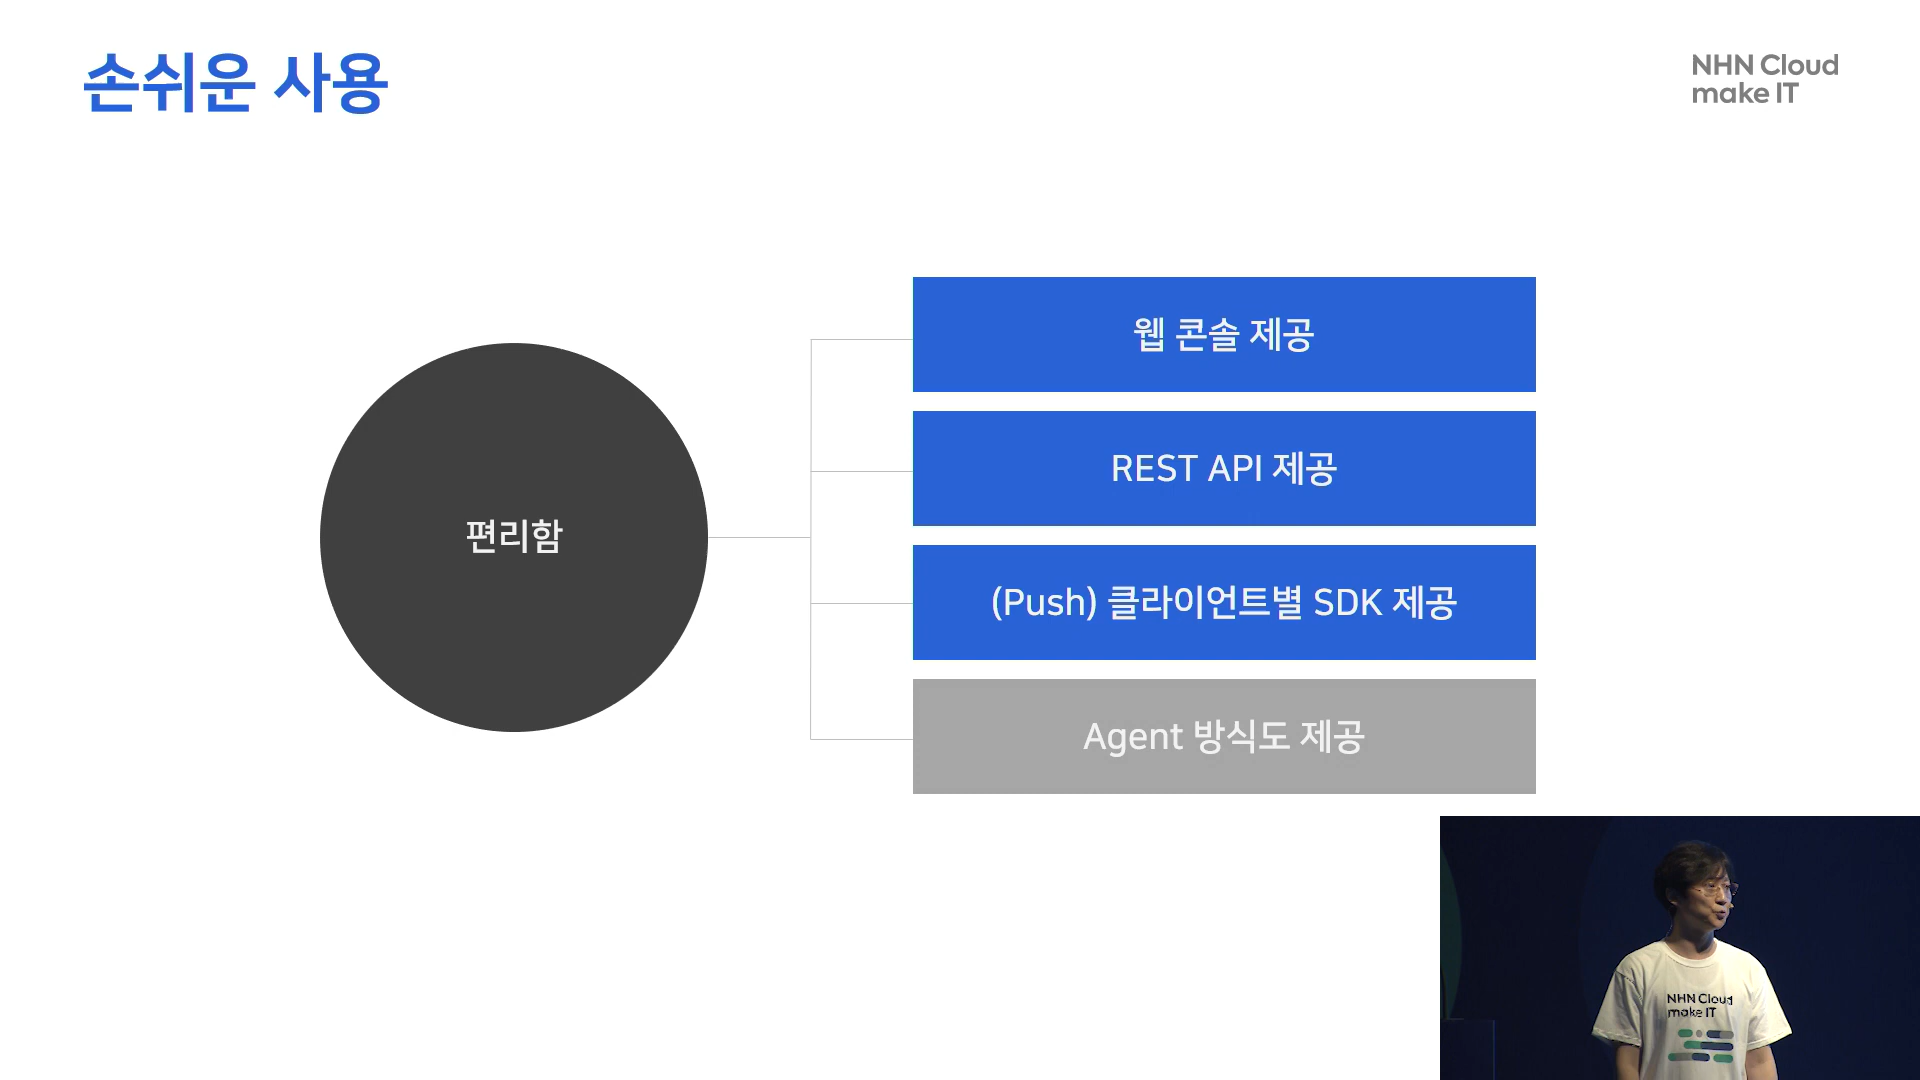 손쉬운 사용
NHN Cloud
make IT
편리함
웹 콘솔 제공
REST API 제공
(Push) 클라이언트별 SDK 제공
Agent 방식도 제공
NHN Cloud
make IT